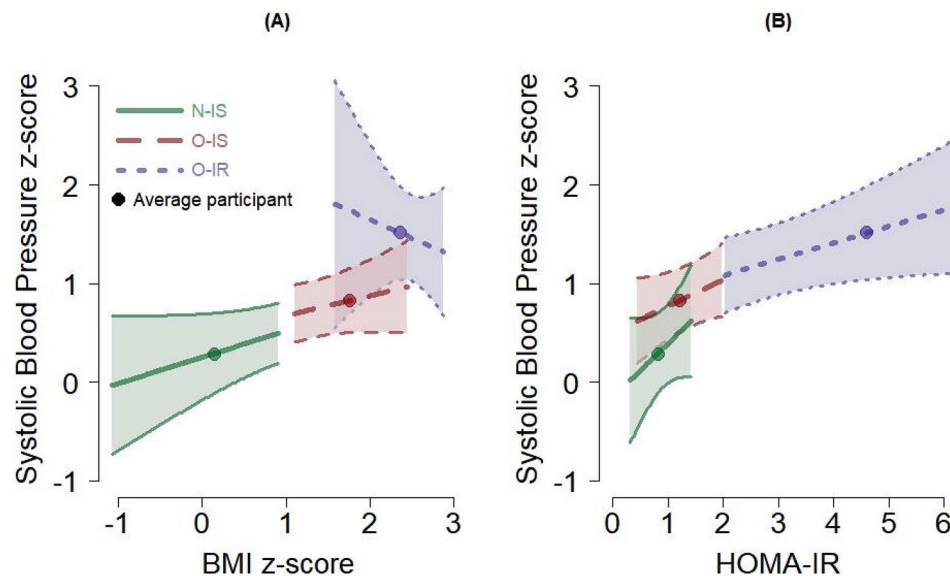 (A)
Systolic Blood Pressure z-score
3
2
1
0
-1
N-IS
O-IS
O-IR
Average participant
-1 0 1 2 3
BMI z-score
(B)
Systolic Blood Pressure z-score
3
2
1
0
-1
0 1 2 3 4 5 6
HOMA-IR